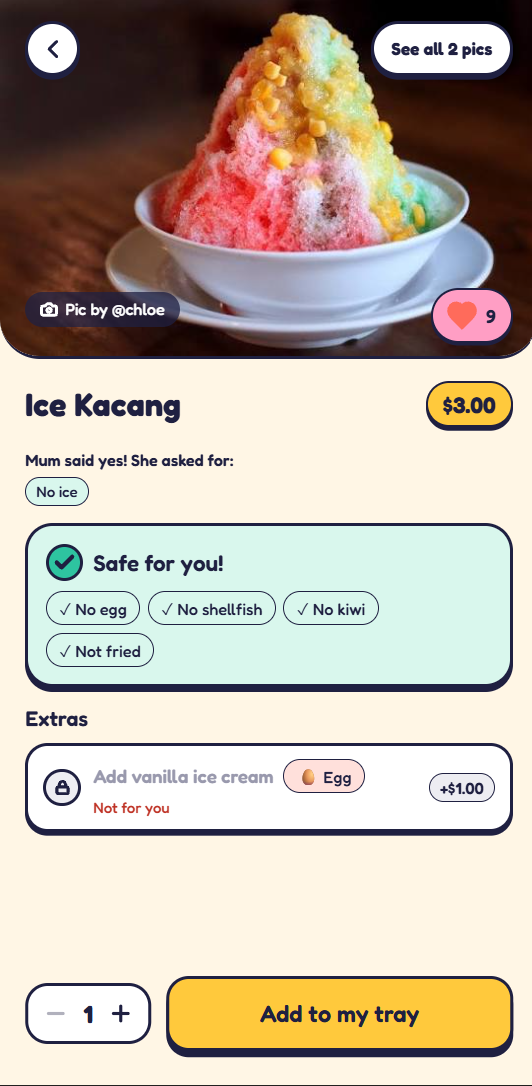 See all 2 pics
Pic by @chloe
9
Ice Kacang
$3.00
Mum said yes! She asked for:
No ice
Safe for you!
✓ No egg
✓ No shellfish
✓ No kiwi
✓ Not fried
Extras
Add vanilla ice cream
Egg
+$1.00
Not for you
− 1 +
Add to my tray